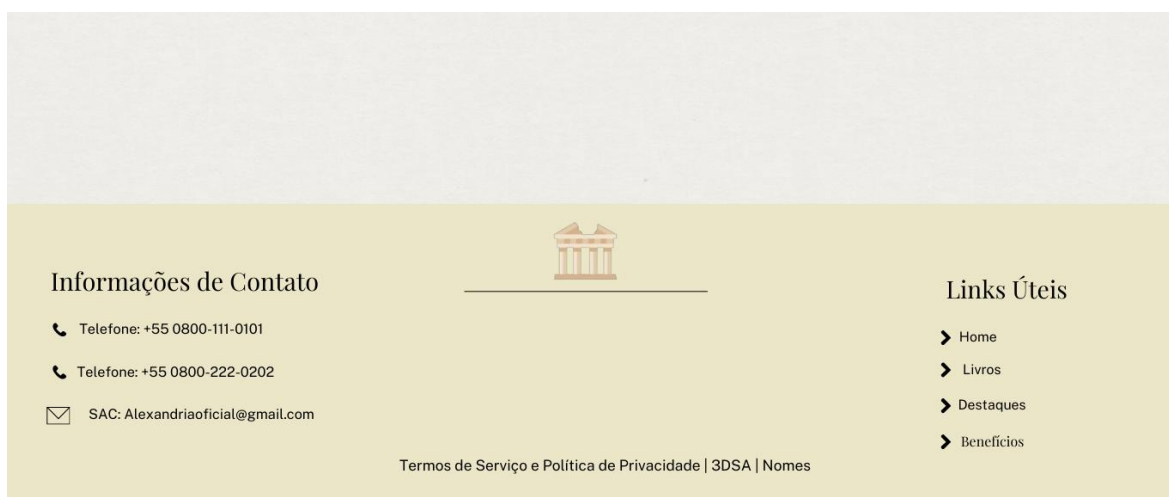 Informações de Contato
Telefone: +55 0800-111-0101
Telefone: +55 0800-222-0202
SAC: Alexandriaoficial@gmail.com
Links Úteis
Home
Livros
Destaques
Benefícios
Termos de Serviço e Política de Privacidade | 3DSA | Nomes